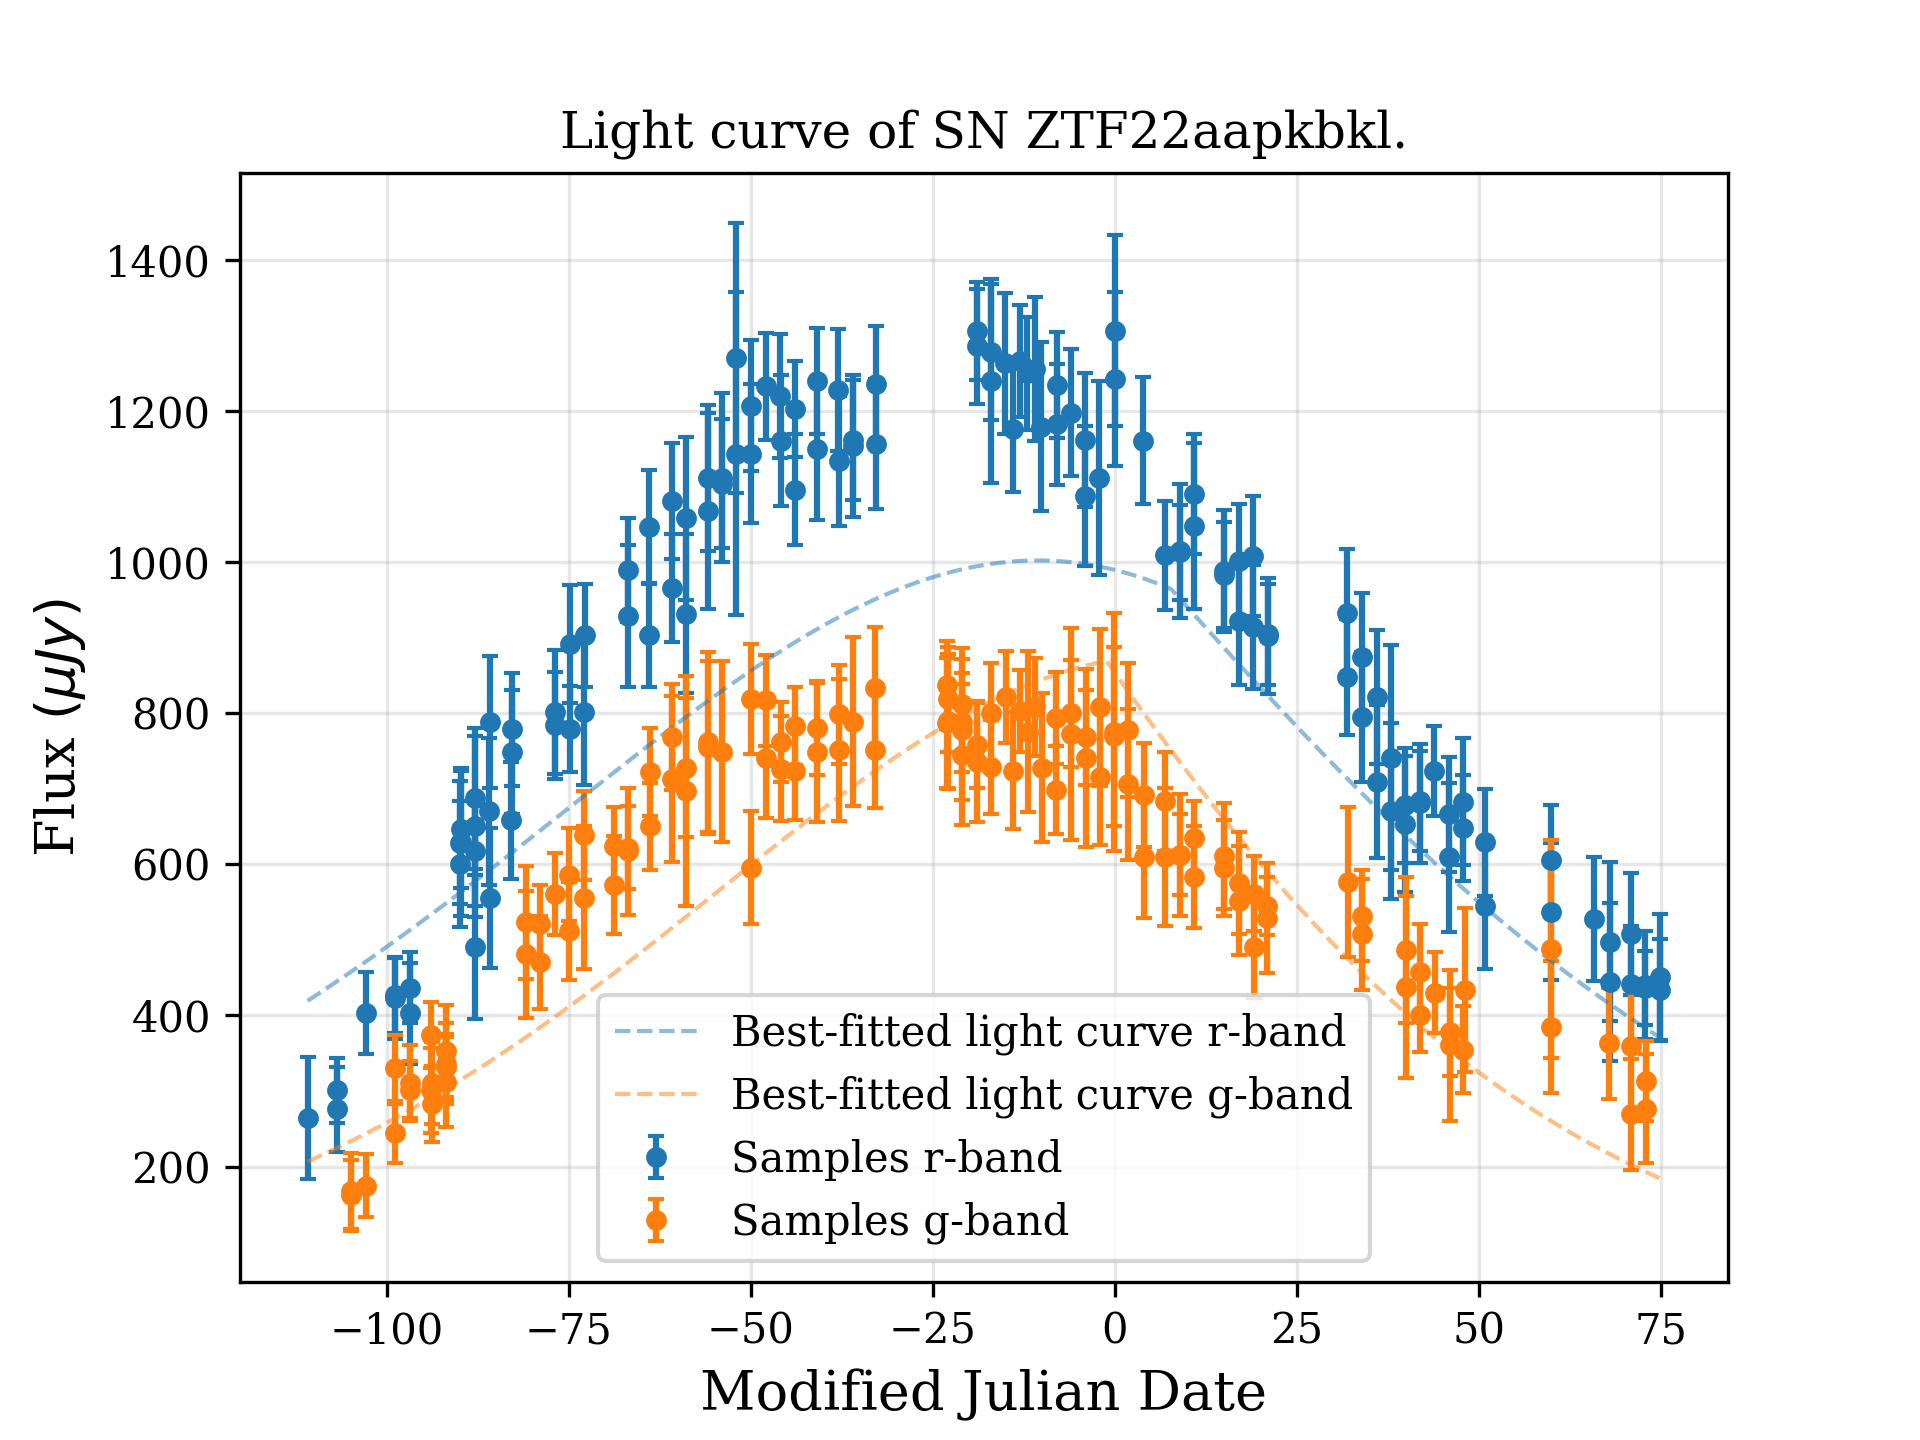 Light curve of SN ZTF22aapkbkl.
Flux (μJy)
1400
1200
1000
800
600
400
200
Best-fitted light curve r-band
Best-fitted light curve g-band
Samples r-band
Samples g-band
−100 −75 −50 −25 0 25 50 75
Modified Julian Date